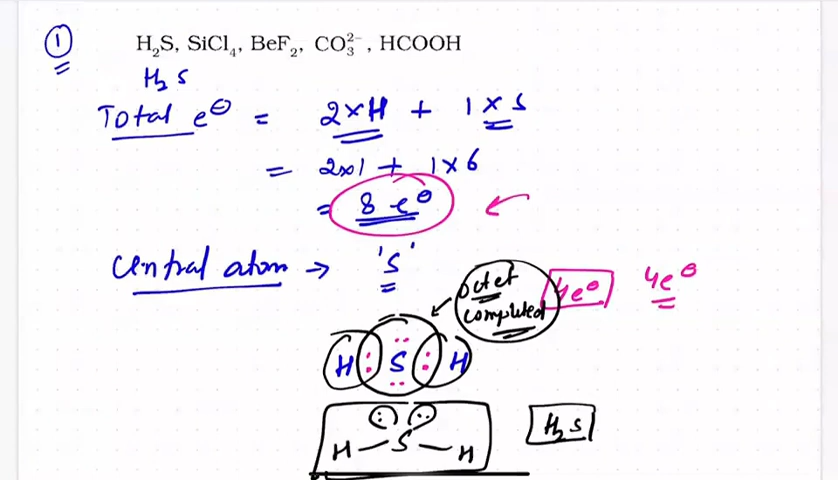 ① H₂S, SiCl₄, BeF₂, CO₃²⁻, HCOOH
H₂S
Total e⊖ = 2×H + 1×S
= 2×1 + 1×6
= 8 e⊖
Central atom → 'S'
octet completed
4e⊖ 4e⊖
H : S : H
H – S – H
H₂S